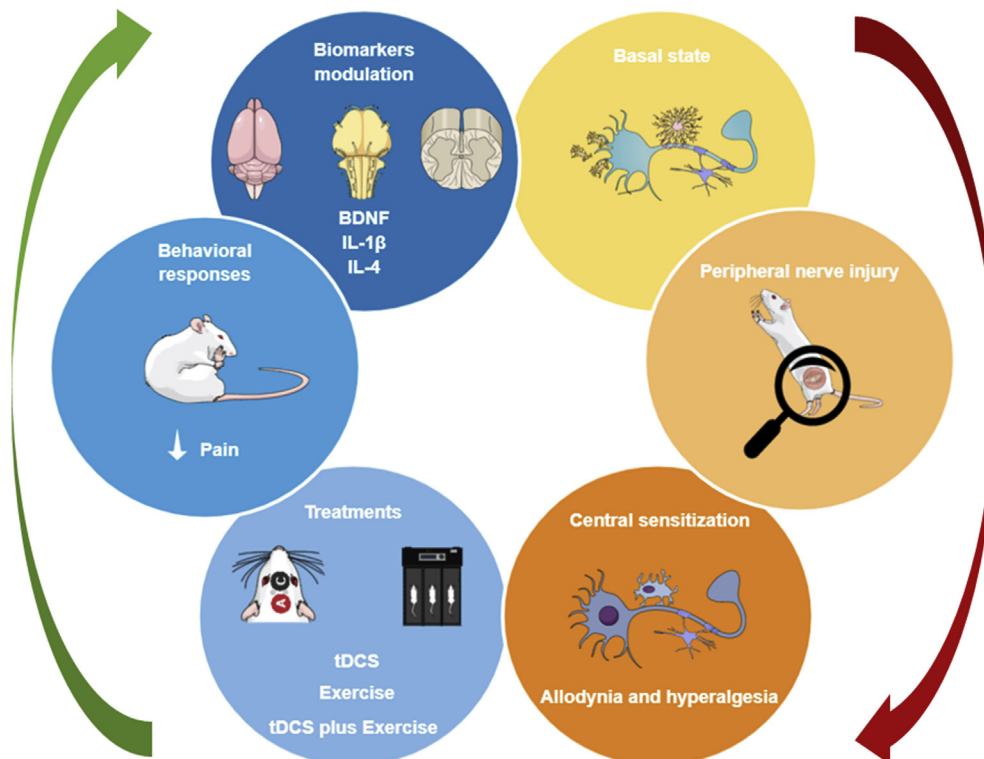 Biomarkers
modulation
BDNF
IL-1β
IL-4
Basal state
Peripheral nerve injury
Central sensitization
Allodynia and hyperalgesia
Treatments
C
A
tDCS
Exercise
tDCS plus Exercise
Behavioral
responses
Pain